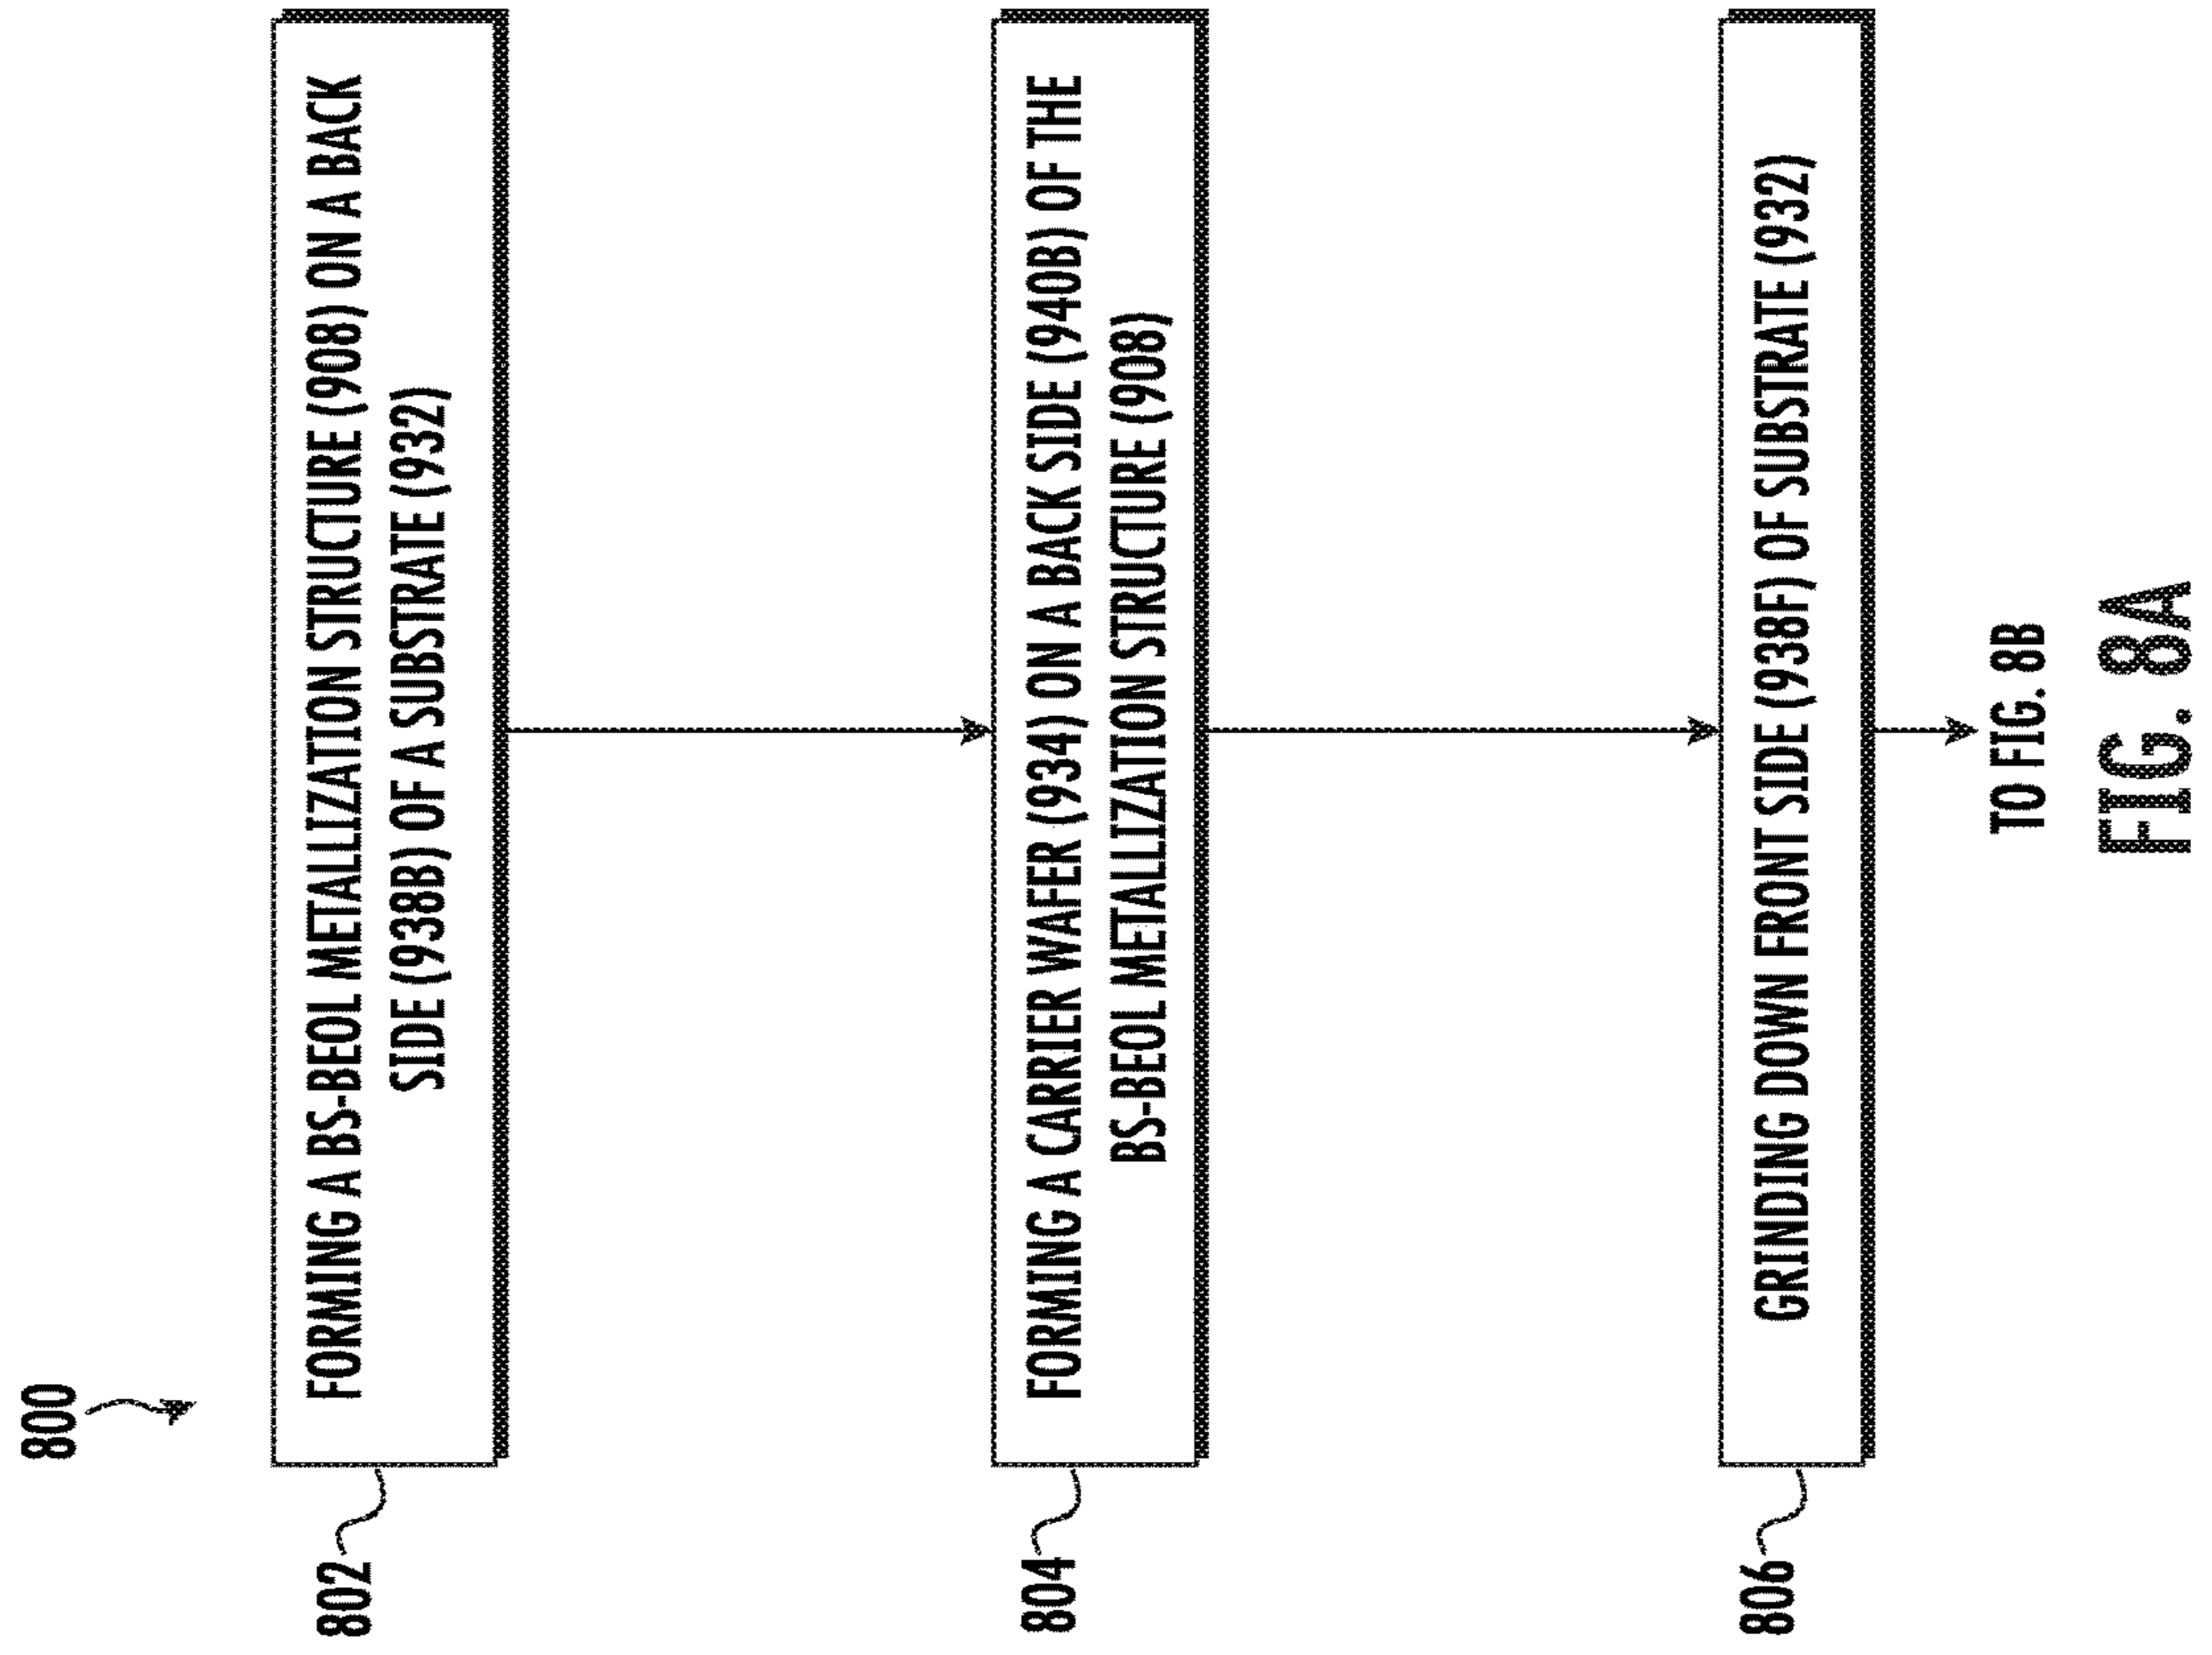 800
802
FORMING A BS-BEOL METALLIZATION STRUCTURE (908) ON A BACK
SIDE (938B) OF A SUBSTRATE (932)
804
FORMING A CARRIER WAFER (934) ON A BACK SIDE (940B) OF THE
BS-BEOL METALLIZATION STRUCTURE (908)
806
GRINDING DOWN FRONT SIDE (938F) OF SUBSTRATE (932)
TO FIG. 8B
FIG. 8A